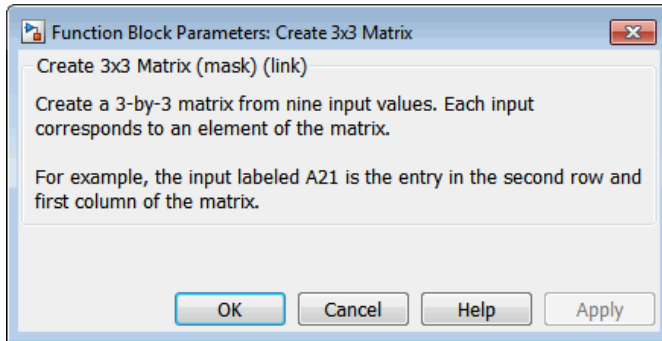 Function Block Parameters: Create 3x3 Matrix
Create 3x3 Matrix (mask) (link)
Create a 3-by-3 matrix from nine input values. Each input
corresponds to an element of the matrix.
For example, the input labeled A21 is the entry in the second row and
first column of the matrix.
OK Cancel Help Apply